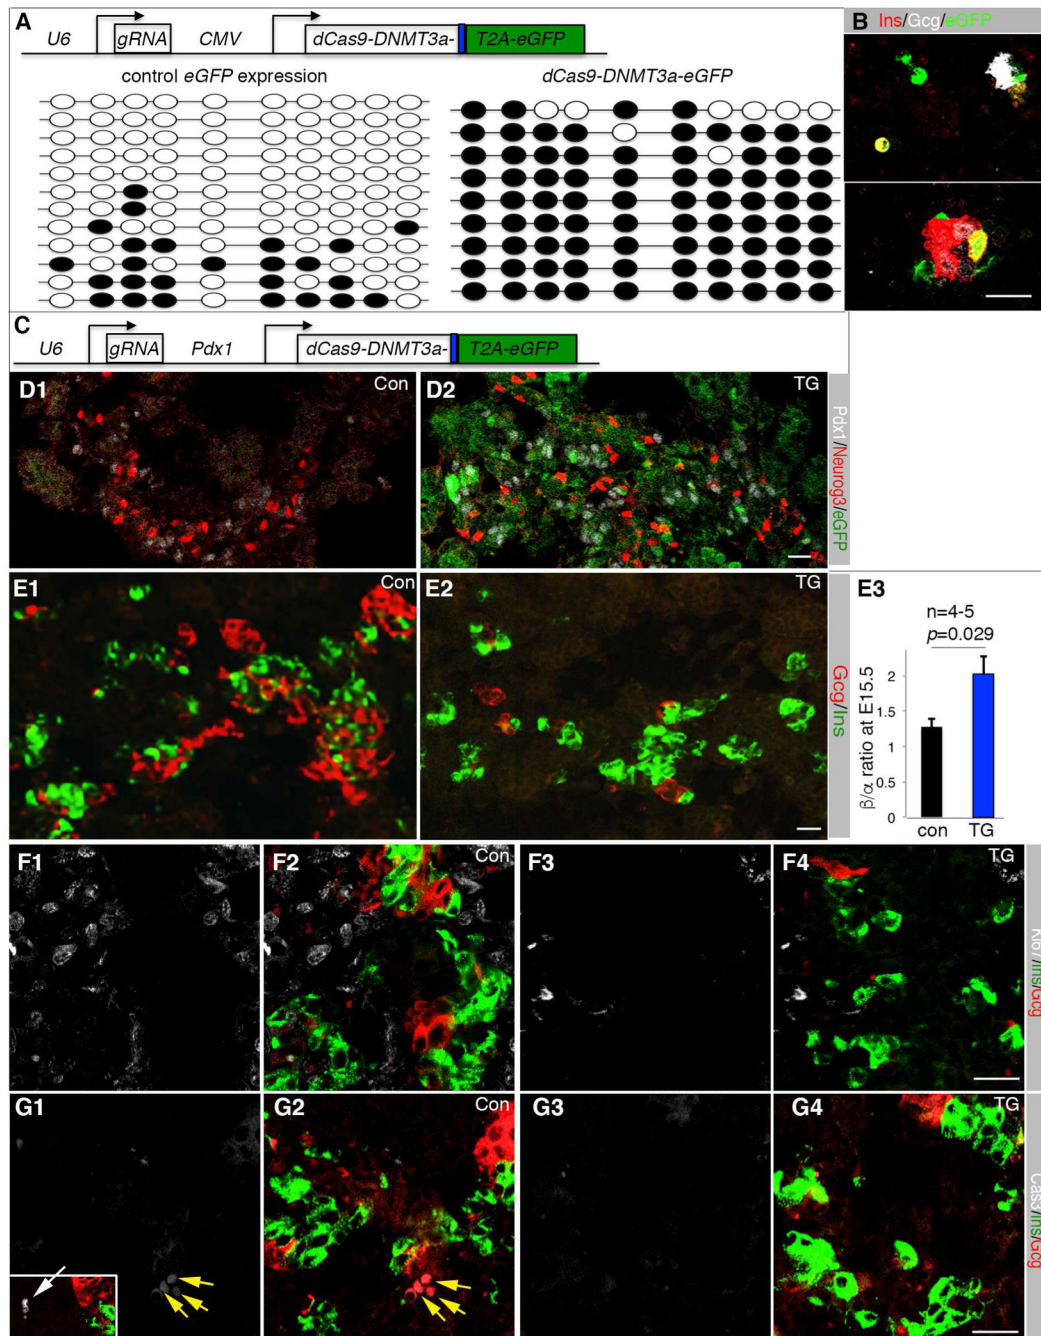 A
U6 gRNA CMV dCas9-DNMT3a- T2A-eGFP
control eGFP expression
dCas9-DNMT3a-eGFP
B Ins/Gcg/eGFP
C
U6 gRNA Pdx1 dCas9-DNMT3a- T2A-eGFP
D1 Con
D2 TG
Pdx1/Neurog3/eGFP
E1 Con
E2 TG
Gcg/Ins
E3
n=4-5
p=0.029
β/α ratio at E15.5
2
1.5
1
0.5
0
con TG
F1
F2 Con
F3
F4 TG
Ki67/Ins/Gcg
G1
G2 Con
G3
G4 TG
Cas3/Ins/Gcg